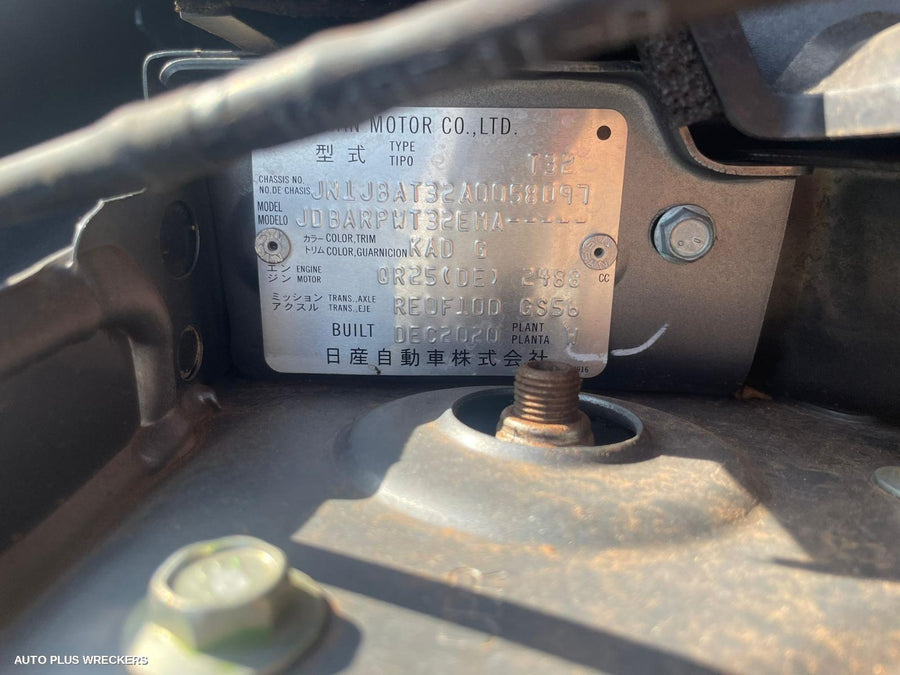 MOTOR CO.,LTD.
型式 TYPE TIPO T32
CHASSIS NO. NO. DE CHASIS JN1JBAT32A0058097
MODEL MODELO JDBARPWT32EMA-----
カラー COLOR,TRIM トリム COLOR,GUARNICION KAD G
エンジン ENGINE MOTOR QR25(DE) 2488 CC
ミッション アクスル TRANS.,AXLE TRANS.,EJE RE0F10D GS56
BUILT DEC2020 PLANT PLANTA
日産自動車株式会社
AUTO PLUS WRECKERS